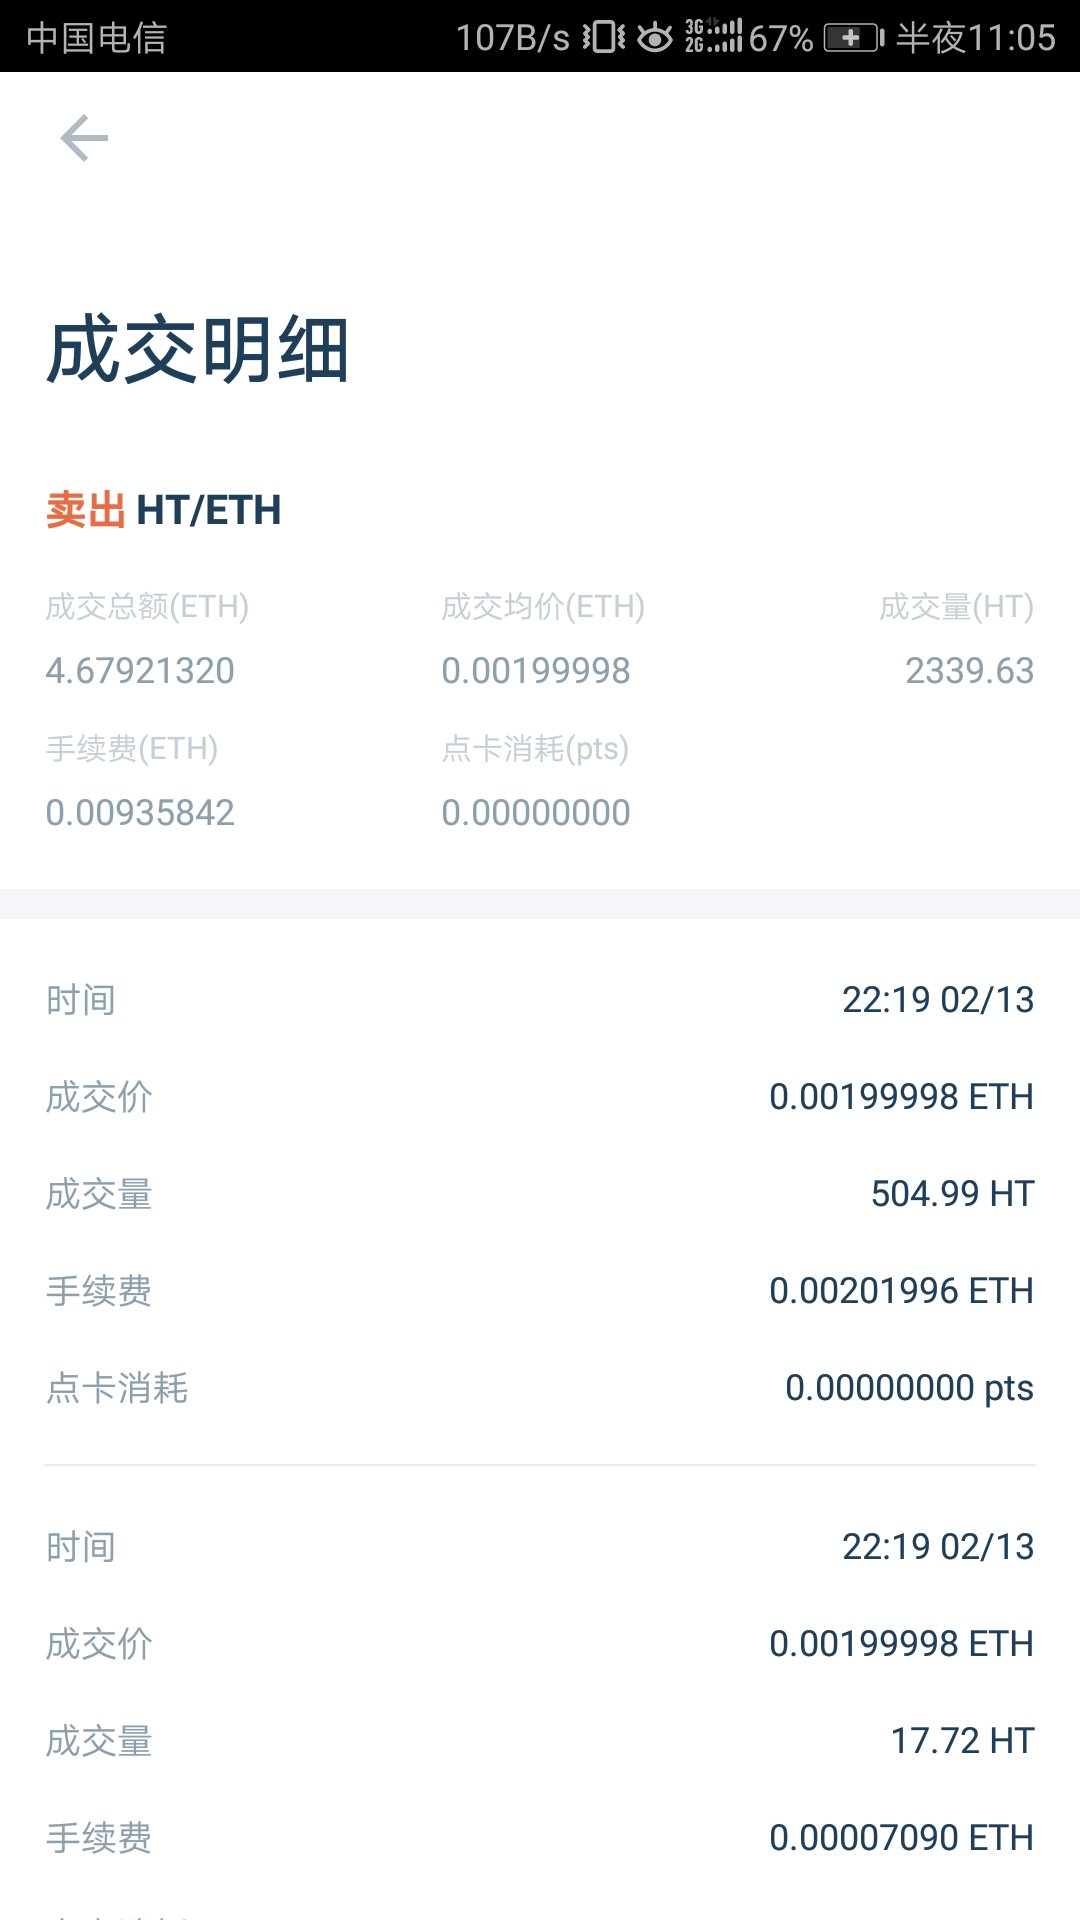 中国电信 107B/s 3G 2G 67% 半夜11:05
成交明细
卖出 HT/ETH
成交总额(ETH) 成交均价(ETH) 成交量(HT)
4.67921320 0.00199998 2339.63
手续费(ETH) 点卡消耗(pts)
0.00935842 0.00000000
时间 22:19 02/13
成交价 0.00199998 ETH
成交量 504.99 HT
手续费 0.00201996 ETH
点卡消耗 0.00000000 pts
时间 22:19 02/13
成交价 0.00199998 ETH
成交量 17.72 HT
手续费 0.00007090 ETH